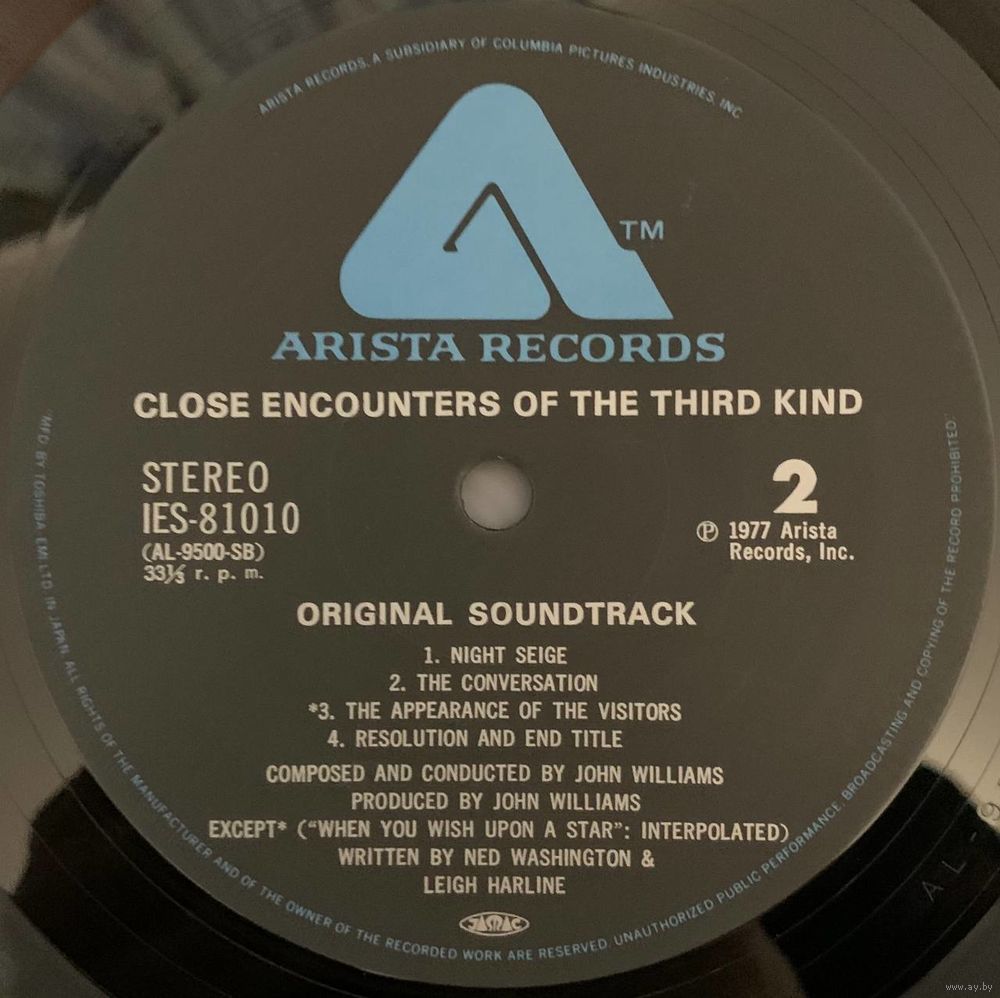 ARISTA RECORDS, A SUBSIDIARY OF COLUMBIA PICTURES INDUSTRIES, INC
TM
ARISTA RECORDS
CLOSE ENCOUNTERS OF THE THIRD KIND
STEREO
IES-81010
(AL-9500-SB)
33⅓ r. p. m.
2
Ⓟ 1977 Arista
Records, Inc.
ORIGINAL SOUNDTRACK
1. NIGHT SEIGE
2. THE CONVERSATION
*3. THE APPEARANCE OF THE VISITORS
4. RESOLUTION AND END TITLE
COMPOSED AND CONDUCTED BY JOHN WILLIAMS
PRODUCED BY JOHN WILLIAMS
EXCEPT* (“WHEN YOU WISH UPON A STAR”: INTERPOLATED)
WRITTEN BY NED WASHINGTON &
LEIGH HARLINE
JASRAC
"MFD BY TOSHIBA EMI LTD IN JAPAN. ALL RIGHTS OF THE MANUFACTURER AND OF THE OWNER OF THE RECORDED WORK ARE RESERVED. UNAUTHORIZED PUBLIC PERFORMANCE, BROADCASTING AND COPYING OF THE RECORD PROHIBITED"
www.ay.by